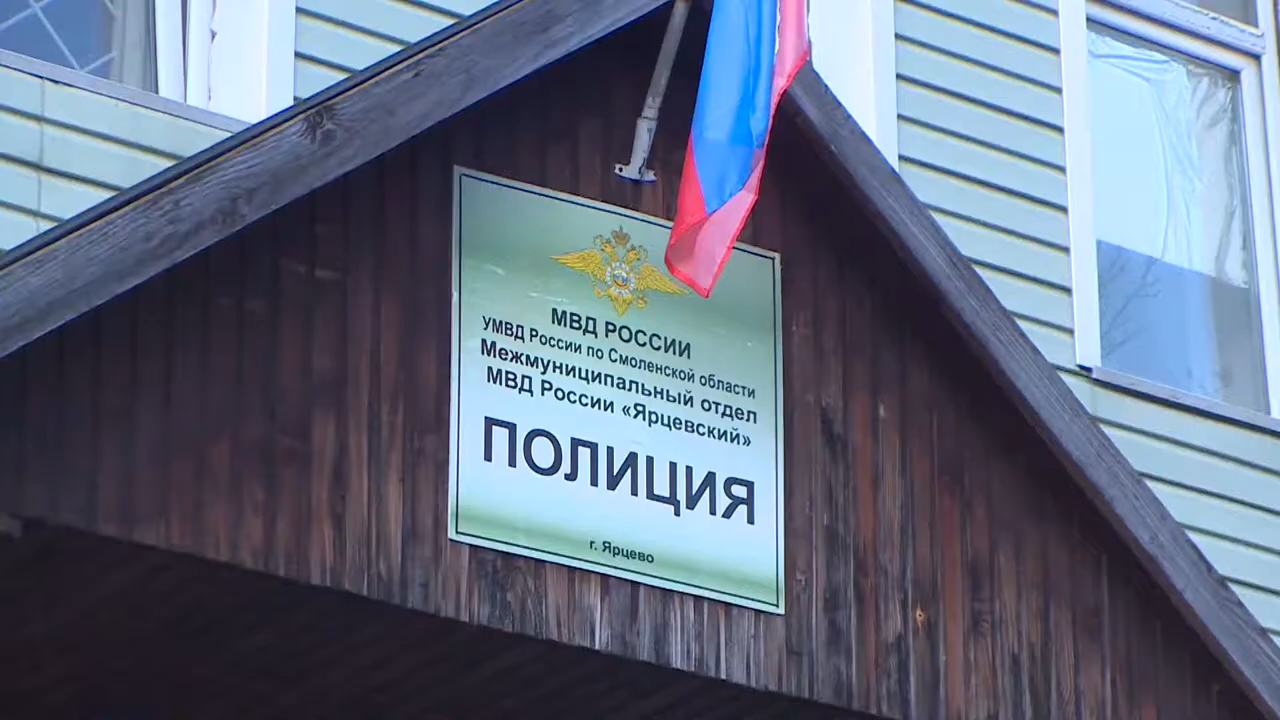 МВД РОССИИ
УМВД России по Смоленской области
Межмуниципальный отдел
МВД России «Ярцевский»
ПОЛИЦИЯ
г. Ярцево